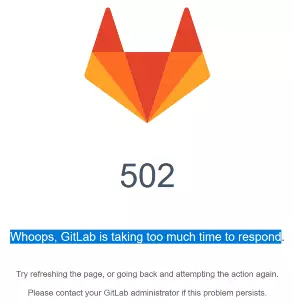 502
Whoops, GitLab is taking too much time to respond.
Try refreshing the page, or going back and attempting the action again.
Please contact your GitLab administrator if this problem persists.